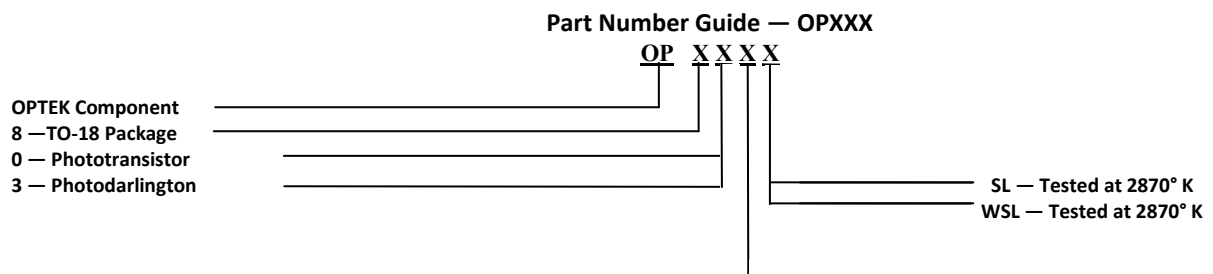 Part Number Guide — OPXXX
OP X X X X
OPTEK Component
8 —TO-18 Package
0 — Phototransistor
3 — Photodarlington
SL — Tested at 2870° K
WSL — Tested at 2870° K